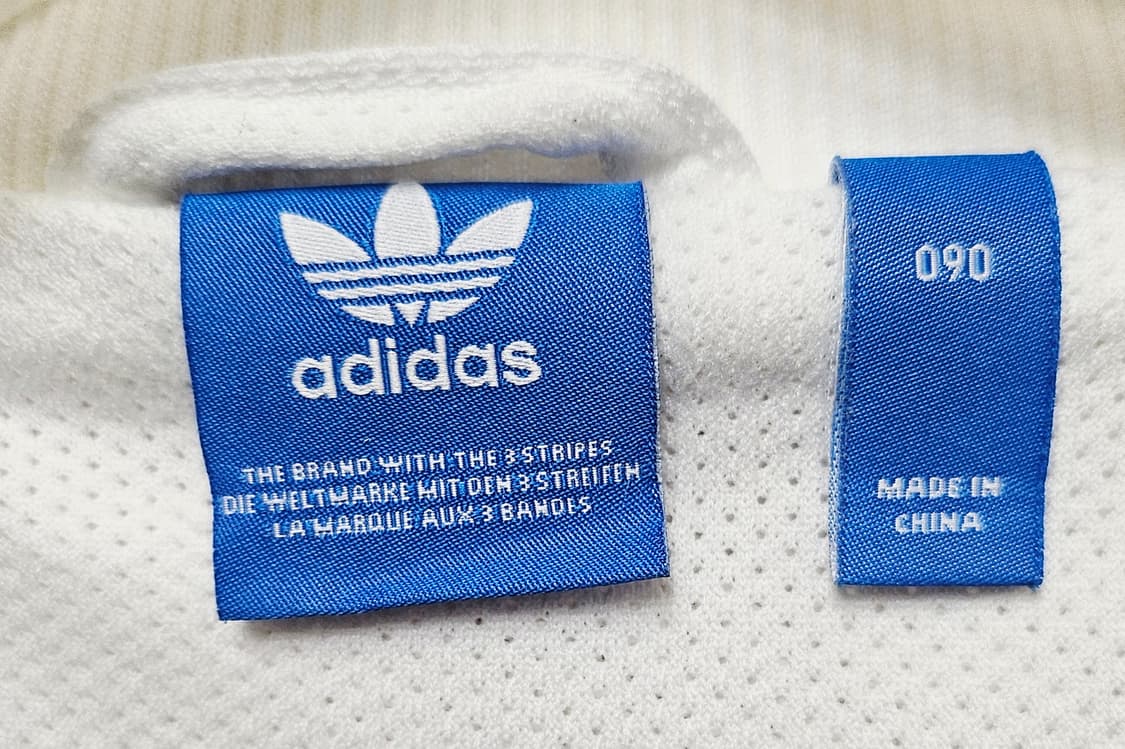 adidas
THE BRAND WITH THE 3 STRIPES
DIE WELTMARKE MIT DEN 3 STREIFEN
LA MARQUE AUX 3 BANDES
090
MADE IN
CHINA